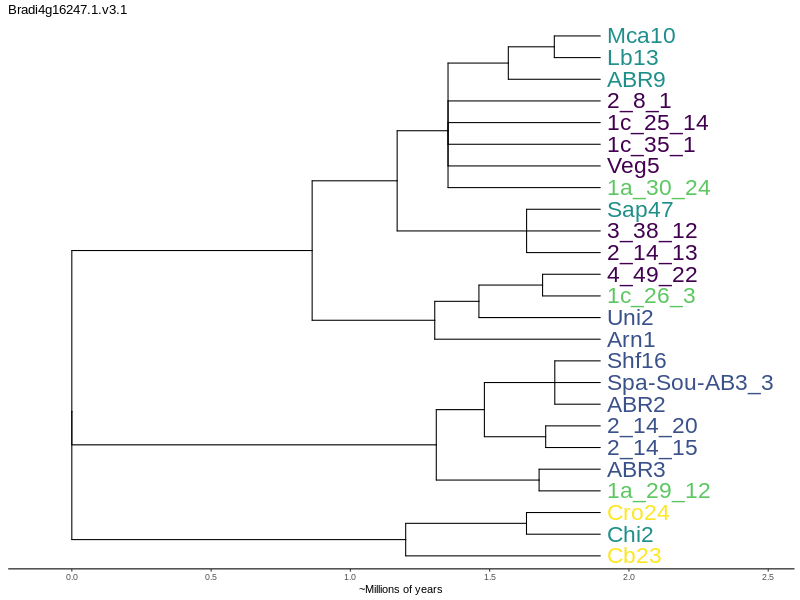 Bradi4g16247.1.v3.1
Mca10
Lb13
ABR9
2_8_1
1c_25_14
1c_35_1
Veg5
1a_30_24
Sap47
3_38_12
2_14_13
4_49_22
1c_26_3
Uni2
Arn1
Shf16
Spa-Sou-AB3_3
ABR2
2_14_20
2_14_15
ABR3
1a_29_12
Cro24
Chi2
Cb23
0.0 0.5 1.0 1.5 2.0 2.5
~Millions of years